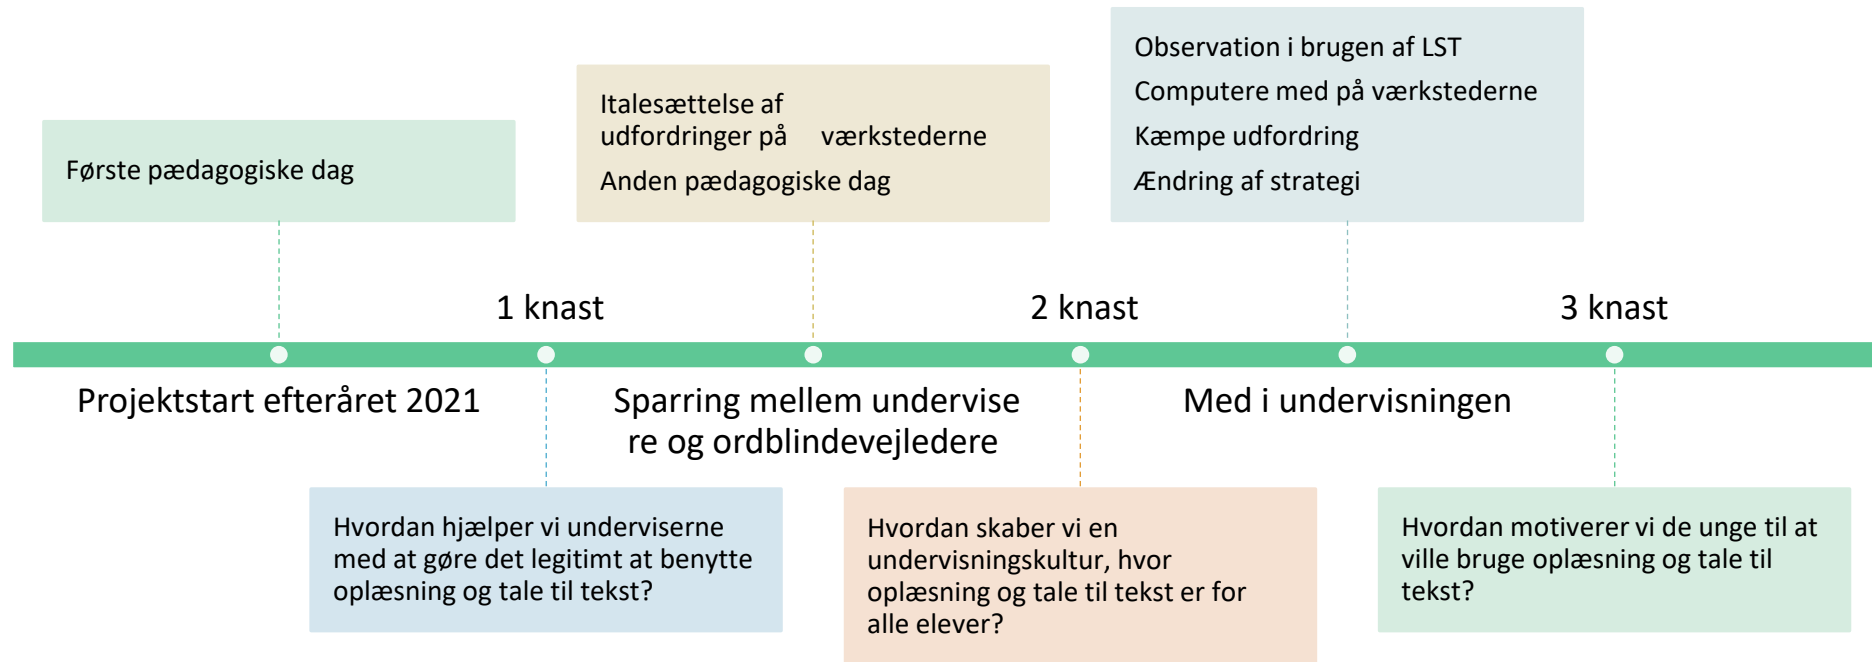 Observation i brugen af LST
Computere med på værkstederne
Kæmpe udfordring
Ændring af strategi
Italesættelse af
udfordringer på værkstederne
Anden pædagogiske dag
Første pædagogiske dag
1 knast
2 knast
3 knast
Projektstart efteråret 2021
Sparring mellem undervise
re og ordblindevejledere
Med i undervisningen
Hvordan hjælper vi underviserne
med at gøre det legitimt at benytte
oplæsning og tale til tekst?
Hvordan skaber vi en
undervisningskultur, hvor
oplæsning og tale til tekst er for
alle elever?
Hvordan motiverer vi de unge til at
ville bruge oplæsning og tale til
tekst?